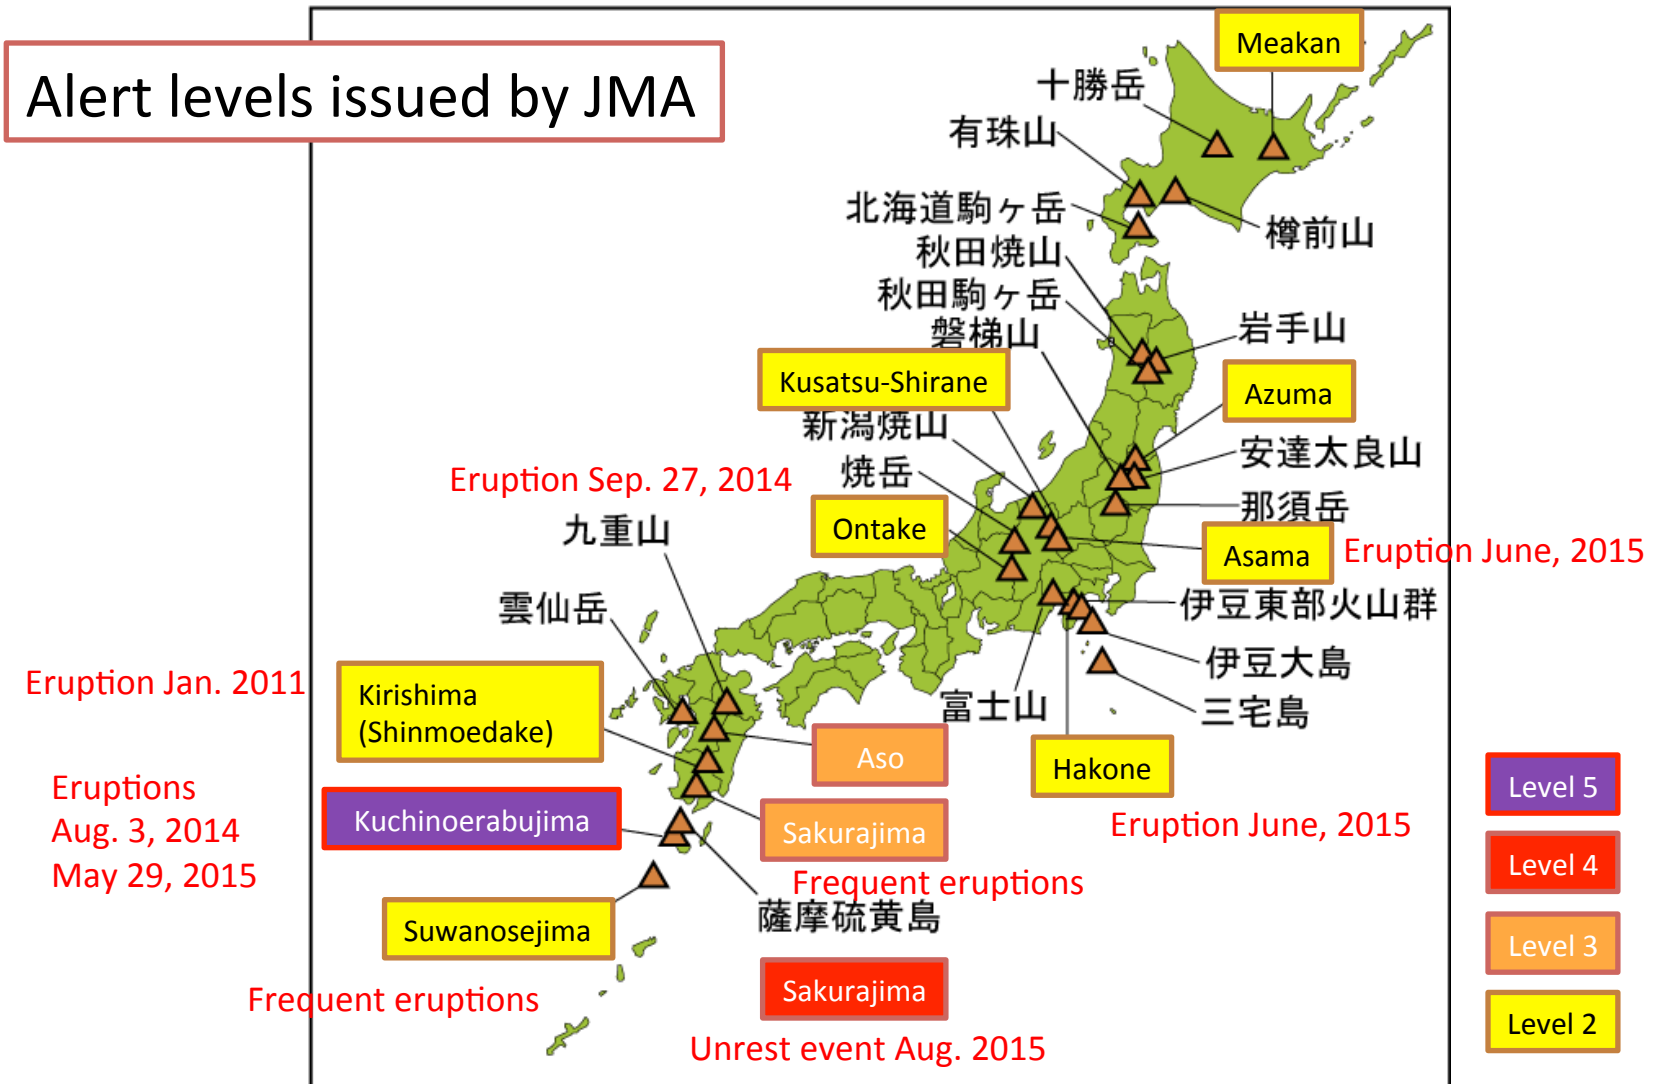 Alert levels issued by JMA
Meakan
十勝岳
有珠山
北海道駒ヶ岳
樽前山
秋田焼山
秋田駒ヶ岳
岩手山
磐梯山
Kusatsu-Shirane
Azuma
新潟焼山
安達太良山
Eruption Sep. 27, 2014
焼岳
那須岳
Ontake
九重山
Asama
Eruption June, 2015
雲仙岳
伊豆東部火山群
伊豆大島
Eruption Jan. 2011
Kirishima
(Shinmoedake)
富士山
三宅島
Aso
Hakone
Level 5
Eruptions
Aug. 3, 2014
May 29, 2015
Kuchinoerabujima
Sakurajima
Eruption June, 2015
Level 4
Frequent eruptions
薩摩硫黄島
Suwanosejima
Level 3
Frequent eruptions
Sakurajima
Level 2
Unrest event Aug. 2015